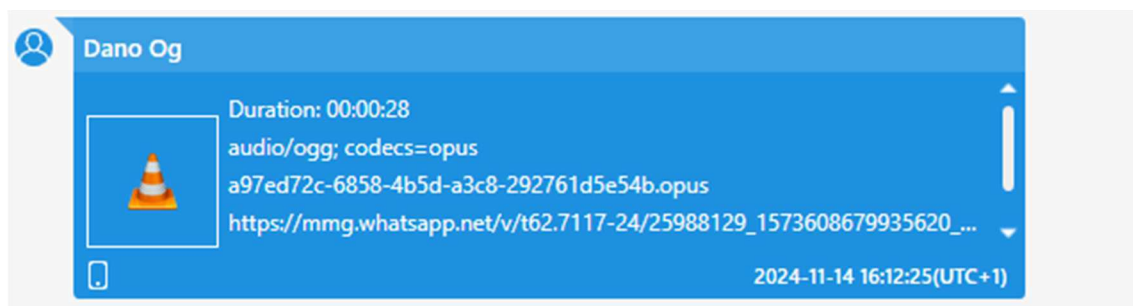 Dano Og
Duration: 00:00:28
audio/ogg; codecs=opus
a97ed72c-6858-4b5d-a3c8-292761d5e54b.opus
https://mmg.whatsapp.net/v/t62.7117-24/25988129_1573608679935620_...
2024-11-14 16:12:25(UTC+1)